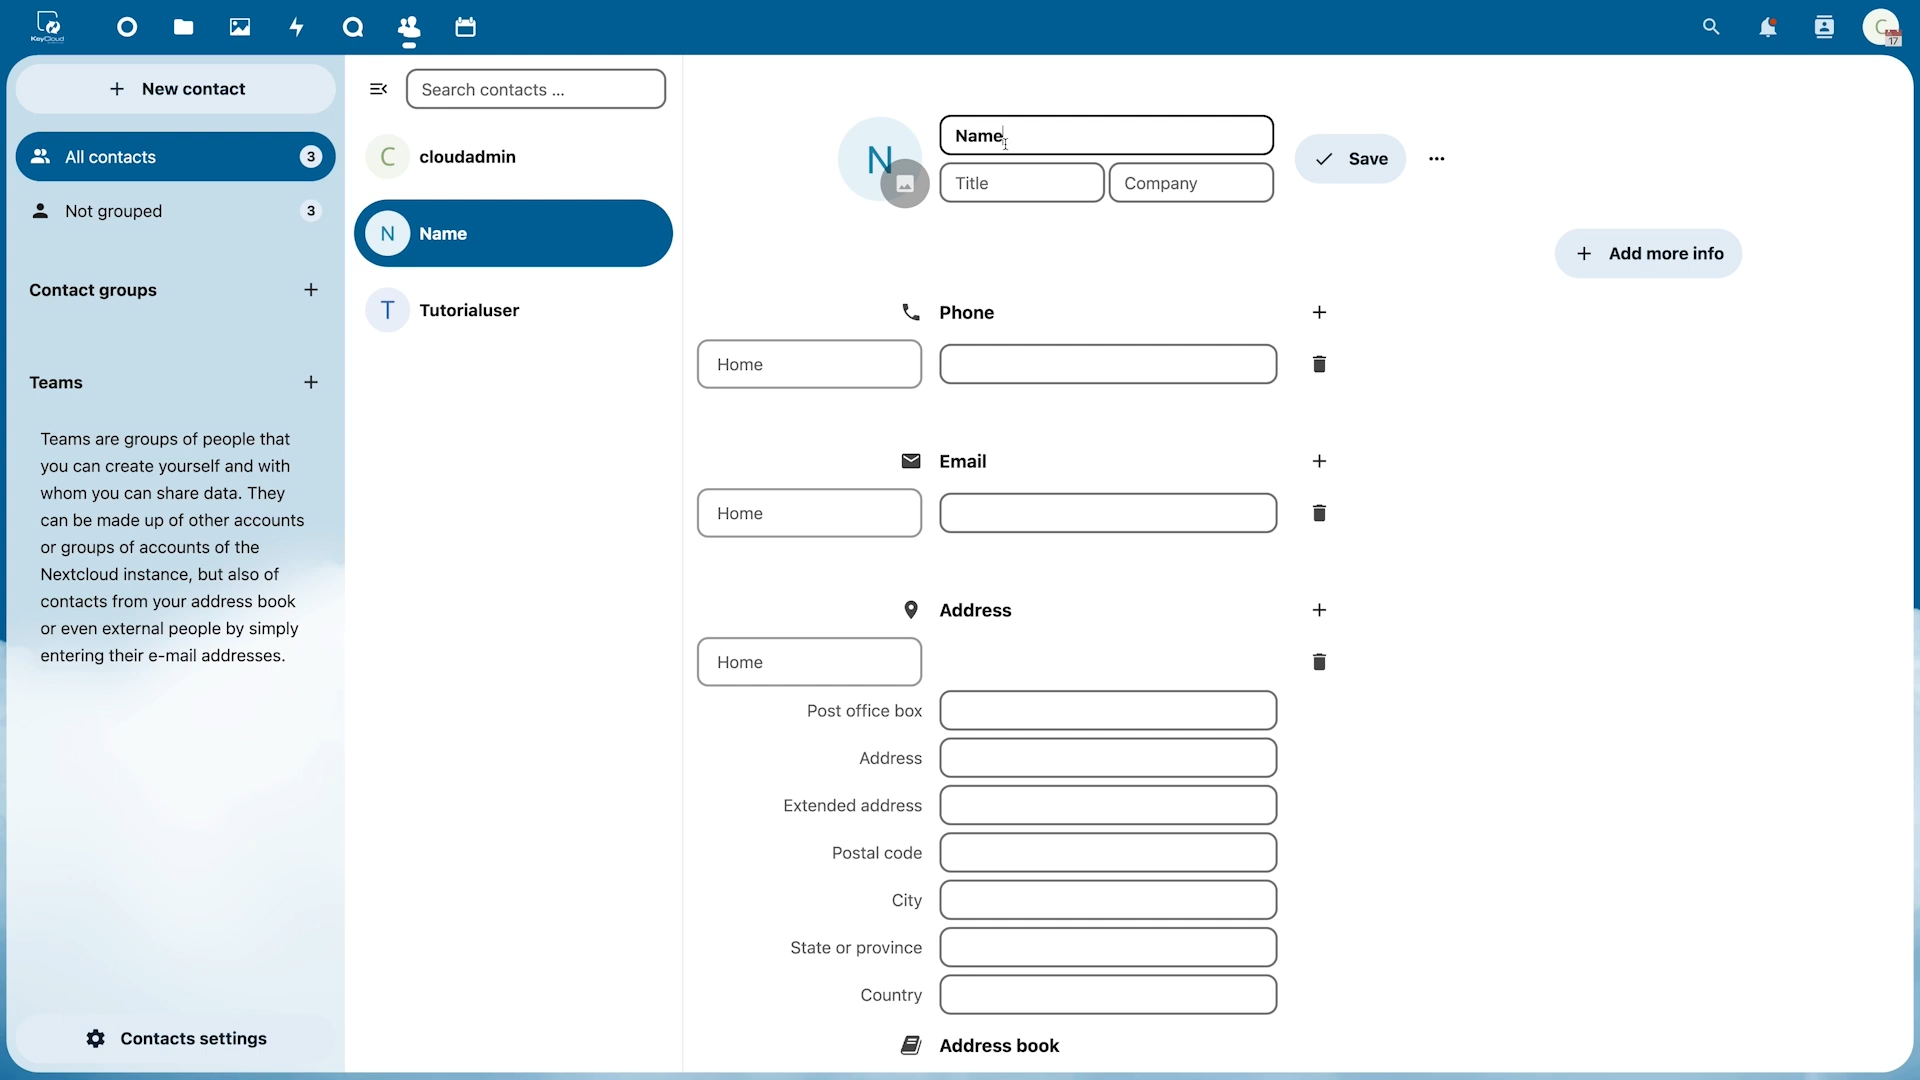 KeyCloud
17
+ New contact
Search contacts ...
All contacts 3
Not grouped 3
Contact groups +
Teams +
Teams are groups of people that
you can create yourself and with
whom you can share data. They
can be made up of other accounts
or groups of accounts of the
Nextcloud instance, but also of
contacts from your address book
or even external people by simply
entering their e-mail addresses.
Contacts settings
C cloudadmin
N Name
T Tutorialuser
N
Name
Title Company
Save ...
+ Add more info
Phone +
Home
Email +
Home
Address +
Home
Post office box
Address
Extended address
Postal code
City
State or province
Country
Address book